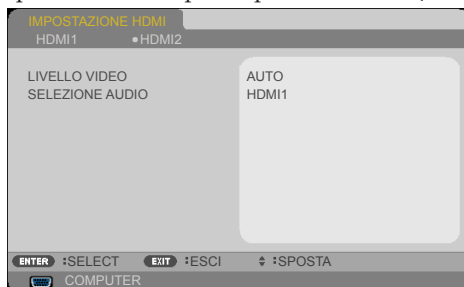 IMPOSTAZIONE HDMI
HDMI1 ●HDMI2
LIVELLO VIDEO AUTO
SELEZIONE AUDIO HDMI1
ENTER :SELECT EXIT :ESCI :SPOSTA
COMPUTER